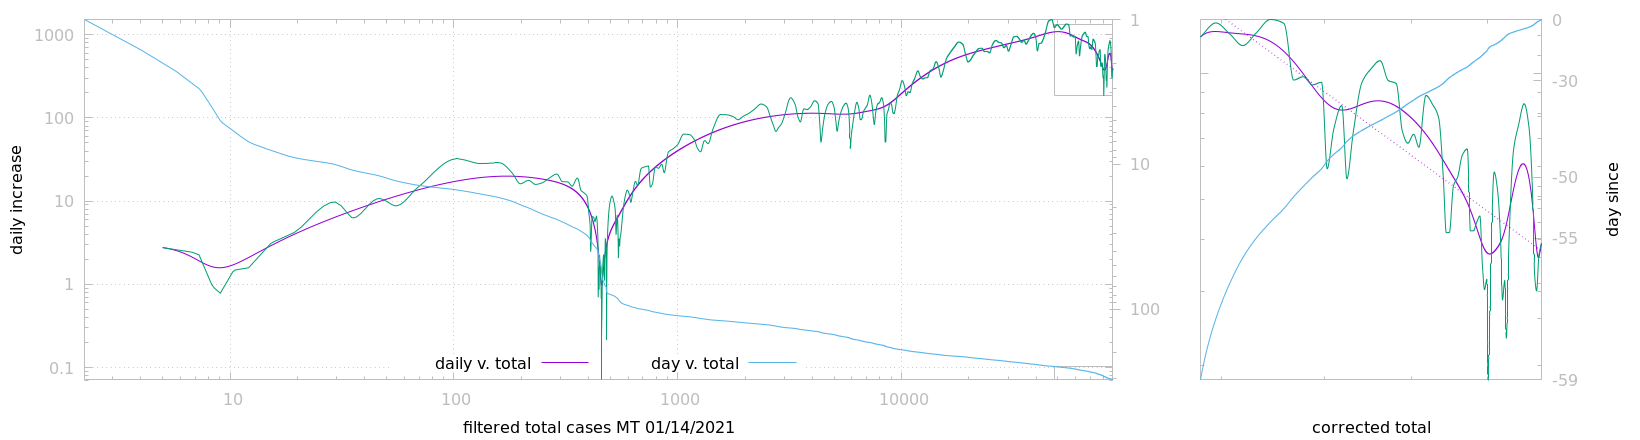 1000
100
10
1
0.1
daily increase
daily v. total
day v. total
10
100
1000
10000
filtered total cases MT 01/14/2021
1
10
100
0
-30
-50
-55
-59
day since
corrected total